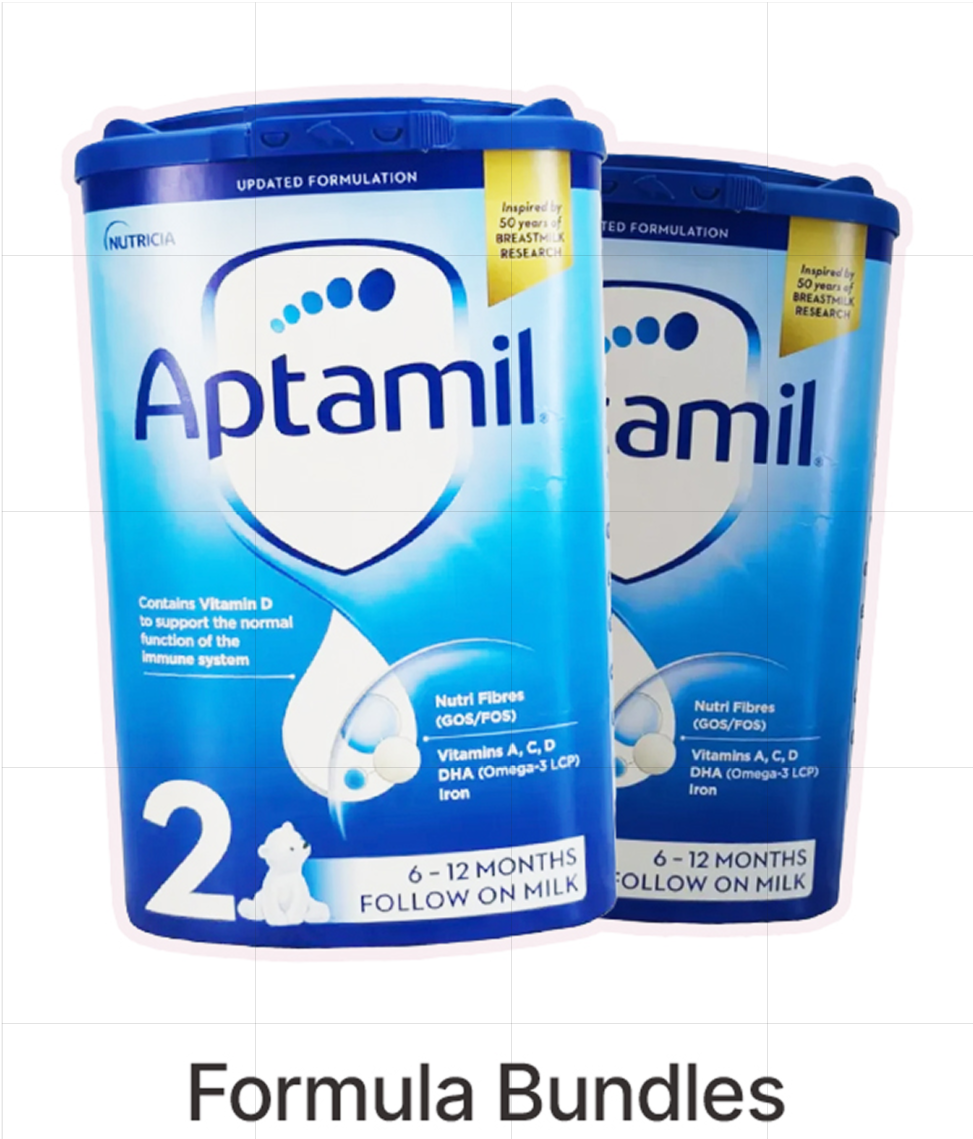 UPDATED FORMULATION
NUTRICIA
Inspired by
50 years of
BREASTMILK
RESEARCH
Aptamil
Contains Vitamin D
to support the normal
function of the
immune system
Nutri Fibres
(GOS/FOS)
Vitamins A, C, D
DHA (Omega-3 LCP)
Iron
2
6 – 12 MONTHS
FOLLOW ON MILK
TED FORMULATION
Inspired by
50 years of
BREASTMILK
RESEARCH
tamil
Nutri Fibres
(GOS/FOS)
Vitamins A, C, D
DHA (Omega-3 LCP)
Iron
6 – 12 MONTHS
FOLLOW ON MILK
Formula Bundles